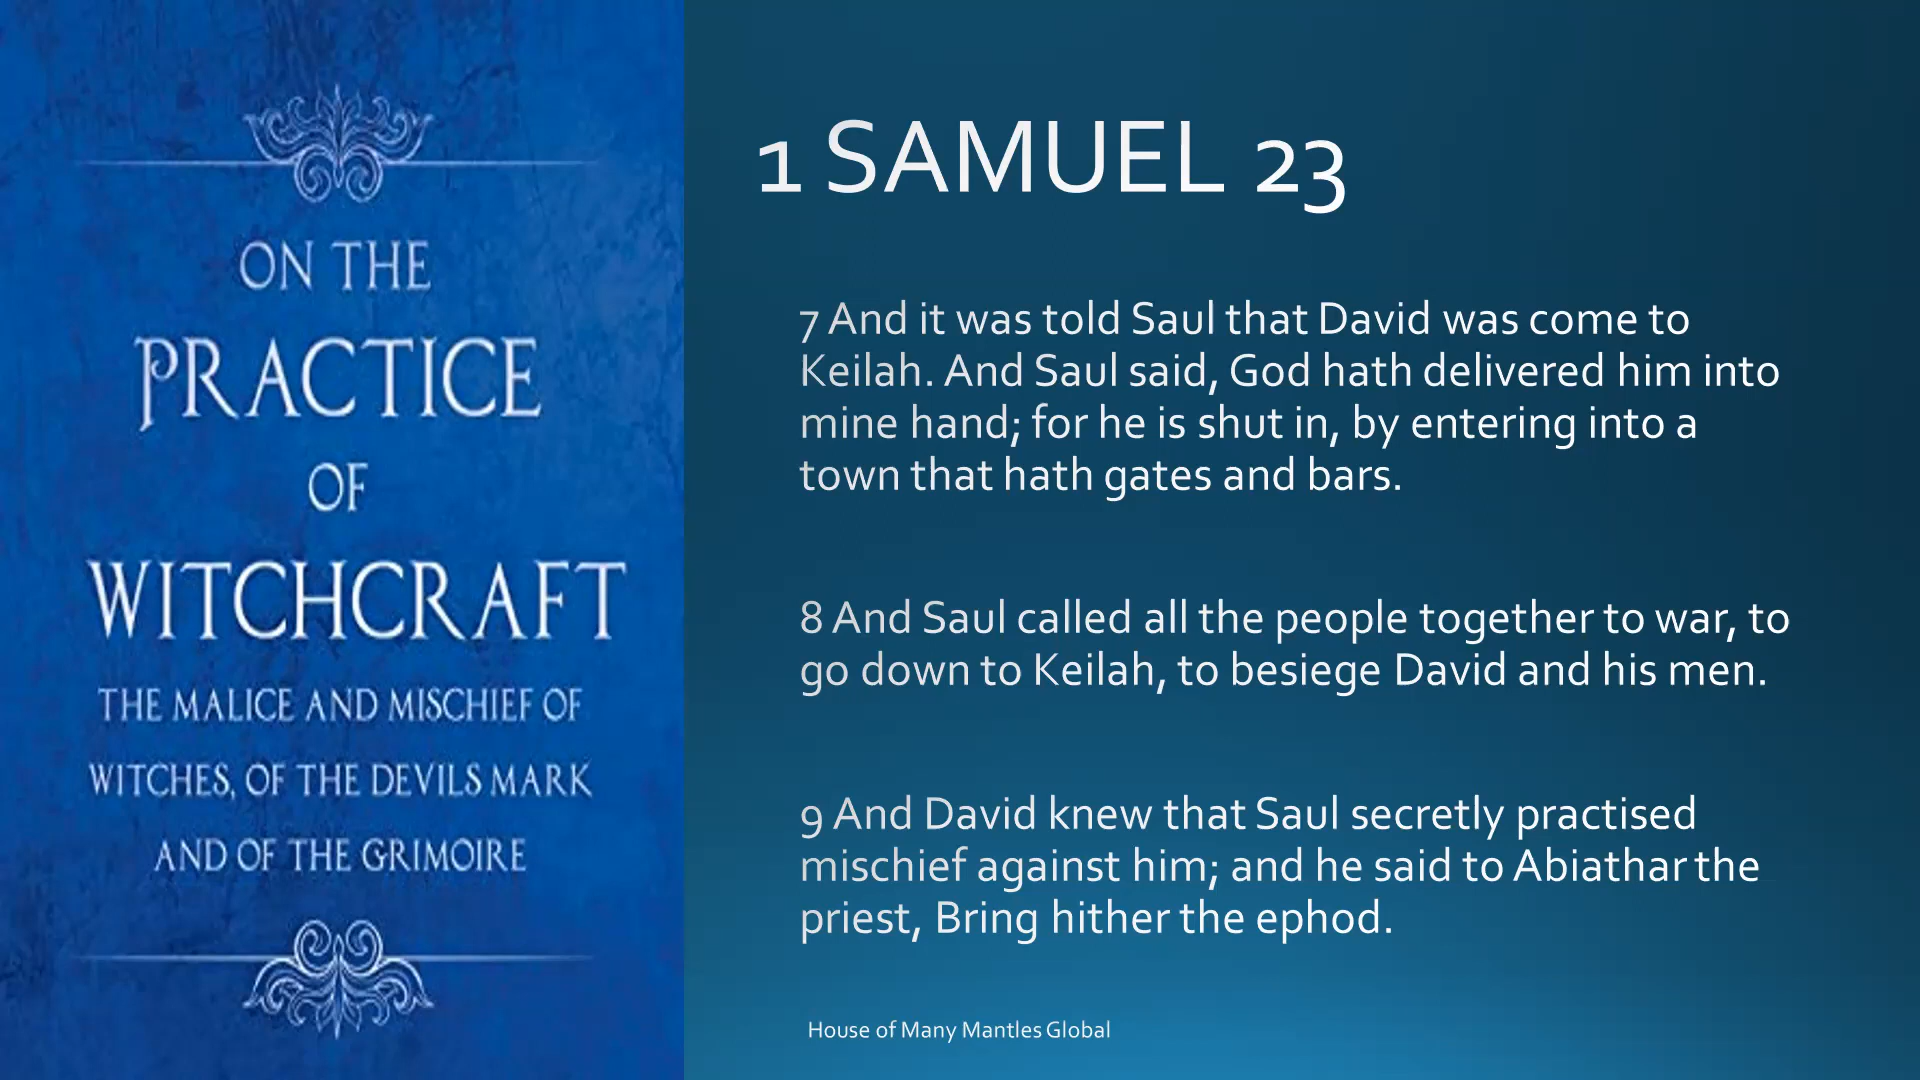 ON THE
PRACTICE
OF
WITCHCRAFT
THE MALICE AND MISCHIEF OF
WITCHES, OF THE DEVILS MARK
AND OF THE GRIMOIRE
1 SAMUEL 23
7 And it was told Saul that David was come to
Keilah. And Saul said, God hath delivered him into
mine hand; for he is shut in, by entering into a
town that hath gates and bars.
8 And Saul called all the people together to war, to
go down to Keilah, to besiege David and his men.
9 And David knew that Saul secretly practised
mischief against him; and he said to Abiathar the
priest, Bring hither the ephod.
House of Many Mantles Global